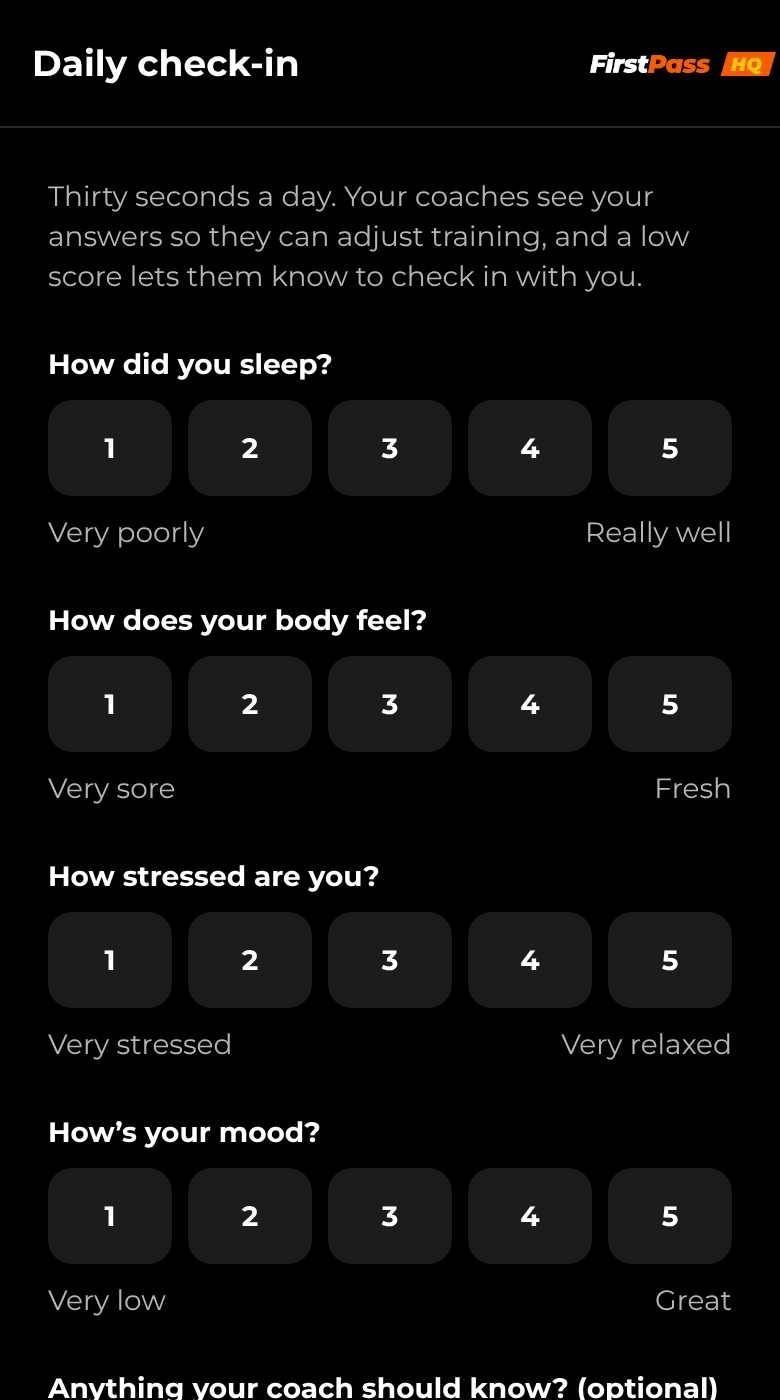 Daily check-in
FirstPass HQ
Thirty seconds a day. Your coaches see your
answers so they can adjust training, and a low
score lets them know to check in with you.
How did you sleep?
1 2 3 4 5
Very poorly Really well
How does your body feel?
1 2 3 4 5
Very sore Fresh
How stressed are you?
1 2 3 4 5
Very stressed Very relaxed
How’s your mood?
1 2 3 4 5
Very low Great
Anything your coach should know? (optional)